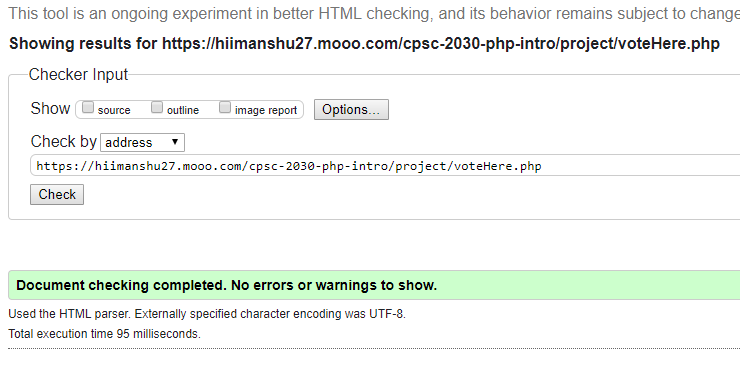 This tool is an ongoing experiment in better HTML checking, and its behavior remains subject to change
Showing results for https://hiimanshu27.mooo.com/cpsc-2030-php-intro/project/voteHere.php
Checker Input
Show source outline image report Options...
Check by address
https://hiimanshu27.mooo.com/cpsc-2030-php-intro/project/voteHere.php
Check
Document checking completed. No errors or warnings to show.
Used the HTML parser. Externally specified character encoding was UTF-8.
Total execution time 95 milliseconds.